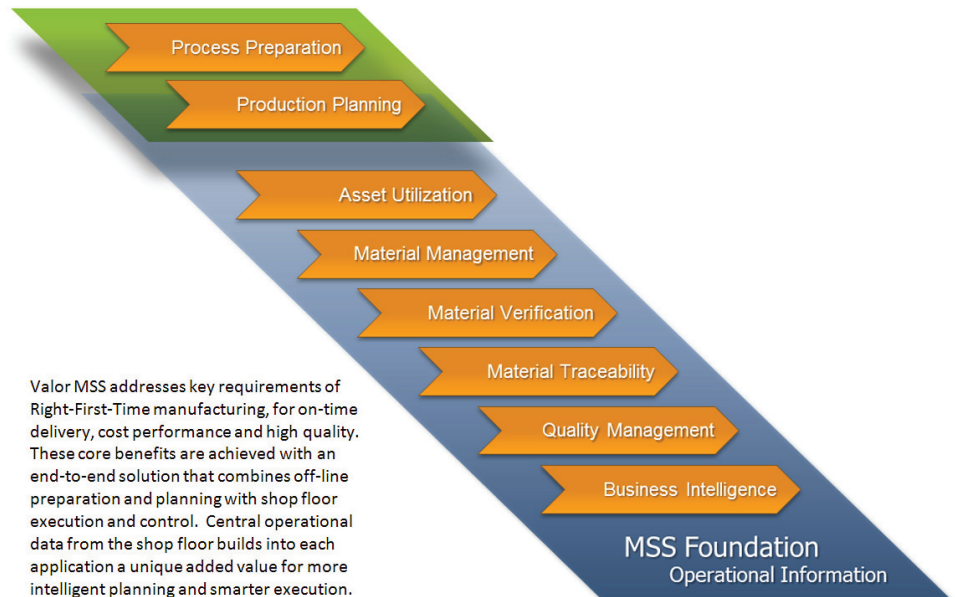 Process Preparation
Production Planning
Asset Utilization
Material Management
Material Verification
Material Traceability
Quality Management
Business Intelligence
Valor MSS addresses key requirements of
Right-First-Time manufacturing, for on-time
delivery, cost performance and high quality.
These core benefits are achieved with an
end-to-end solution that combines off-line
preparation and planning with shop floor
execution and control.  Central operational
data from the shop floor builds into each
application a unique added value for more
intelligent planning and smarter execution.
MSS Foundation
Operational Information